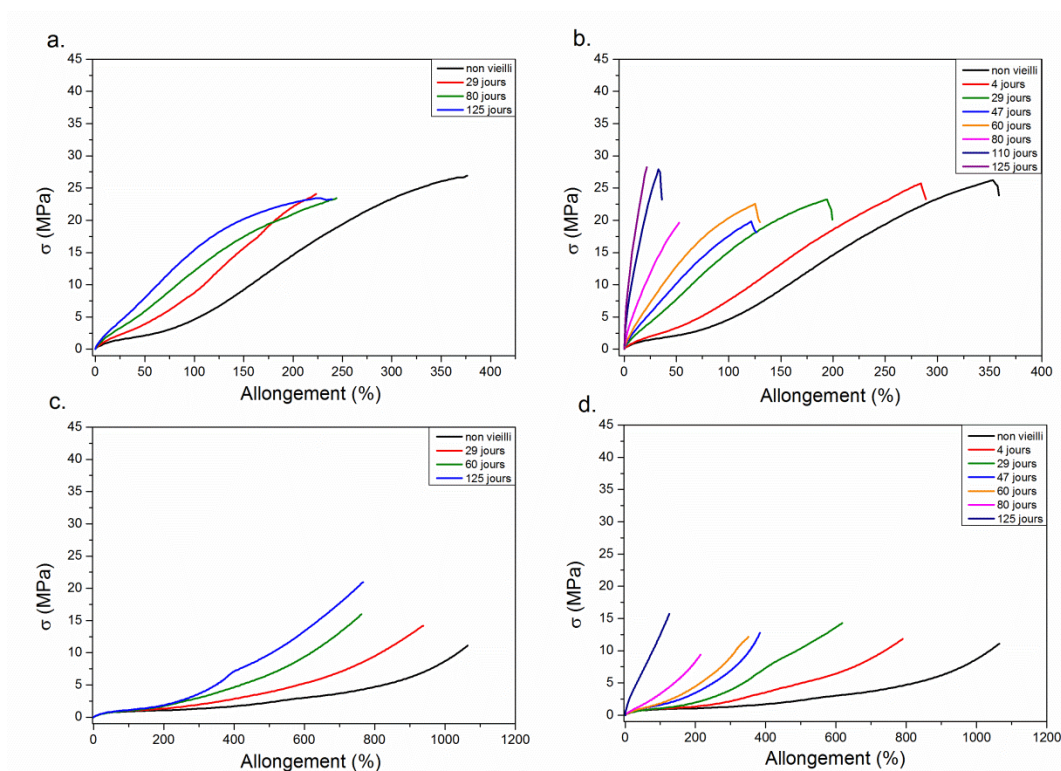 a.
σ (MPa)
45
40
35
30
25
20
15
10
5
0
0 50 100 150 200 250 300 350 400
Allongement (%)
non vieilli
29 jours
80 jours
125 jours
b.
σ (MPa)
45
40
35
30
25
20
15
10
5
0
0 50 100 150 200 250 300 350 400
Allongement (%)
non vieilli
4 jours
29 jours
47 jours
60 jours
80 jours
110 jours
125 jours
c.
σ (MPa)
45
40
35
30
25
20
15
10
5
0
0 200 400 600 800 1000 1200
Allongement (%)
non vieilli
29 jours
60 jours
125 jours
d.
σ (MPa)
45
40
35
30
25
20
15
10
5
0
0 200 400 600 800 1000 1200
Allongement (%)
non vieilli
4 jours
29 jours
47 jours
60 jours
80 jours
125 jours